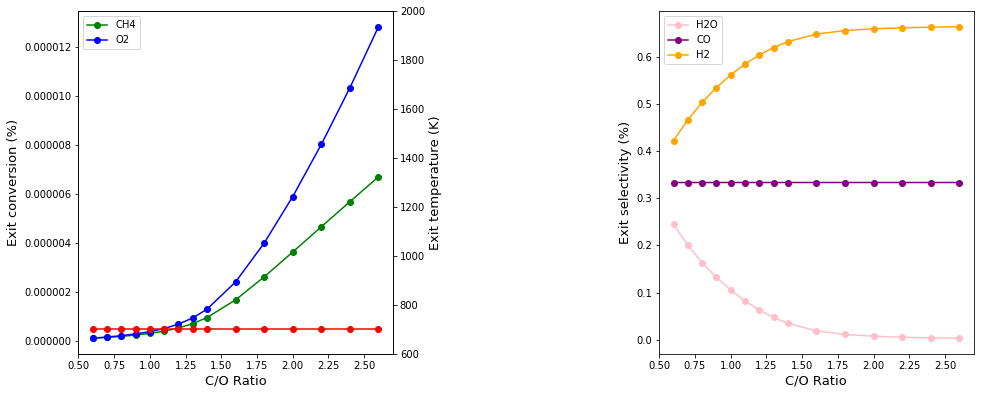 CH4
O2
0.000012
0.000010
0.000008
0.000006
0.000004
0.000002
0.000000
Exit conversion (%)
2000
1800
1600
1400
1200
1000
800
600
Exit temperature (K)
0.50 0.75 1.00 1.25 1.50 1.75 2.00 2.25 2.50
C/O Ratio
H2O
CO
H2
0.6
0.5
0.4
0.3
0.2
0.1
0.0
Exit selectivity (%)
0.50 0.75 1.00 1.25 1.50 1.75 2.00 2.25 2.50
C/O Ratio